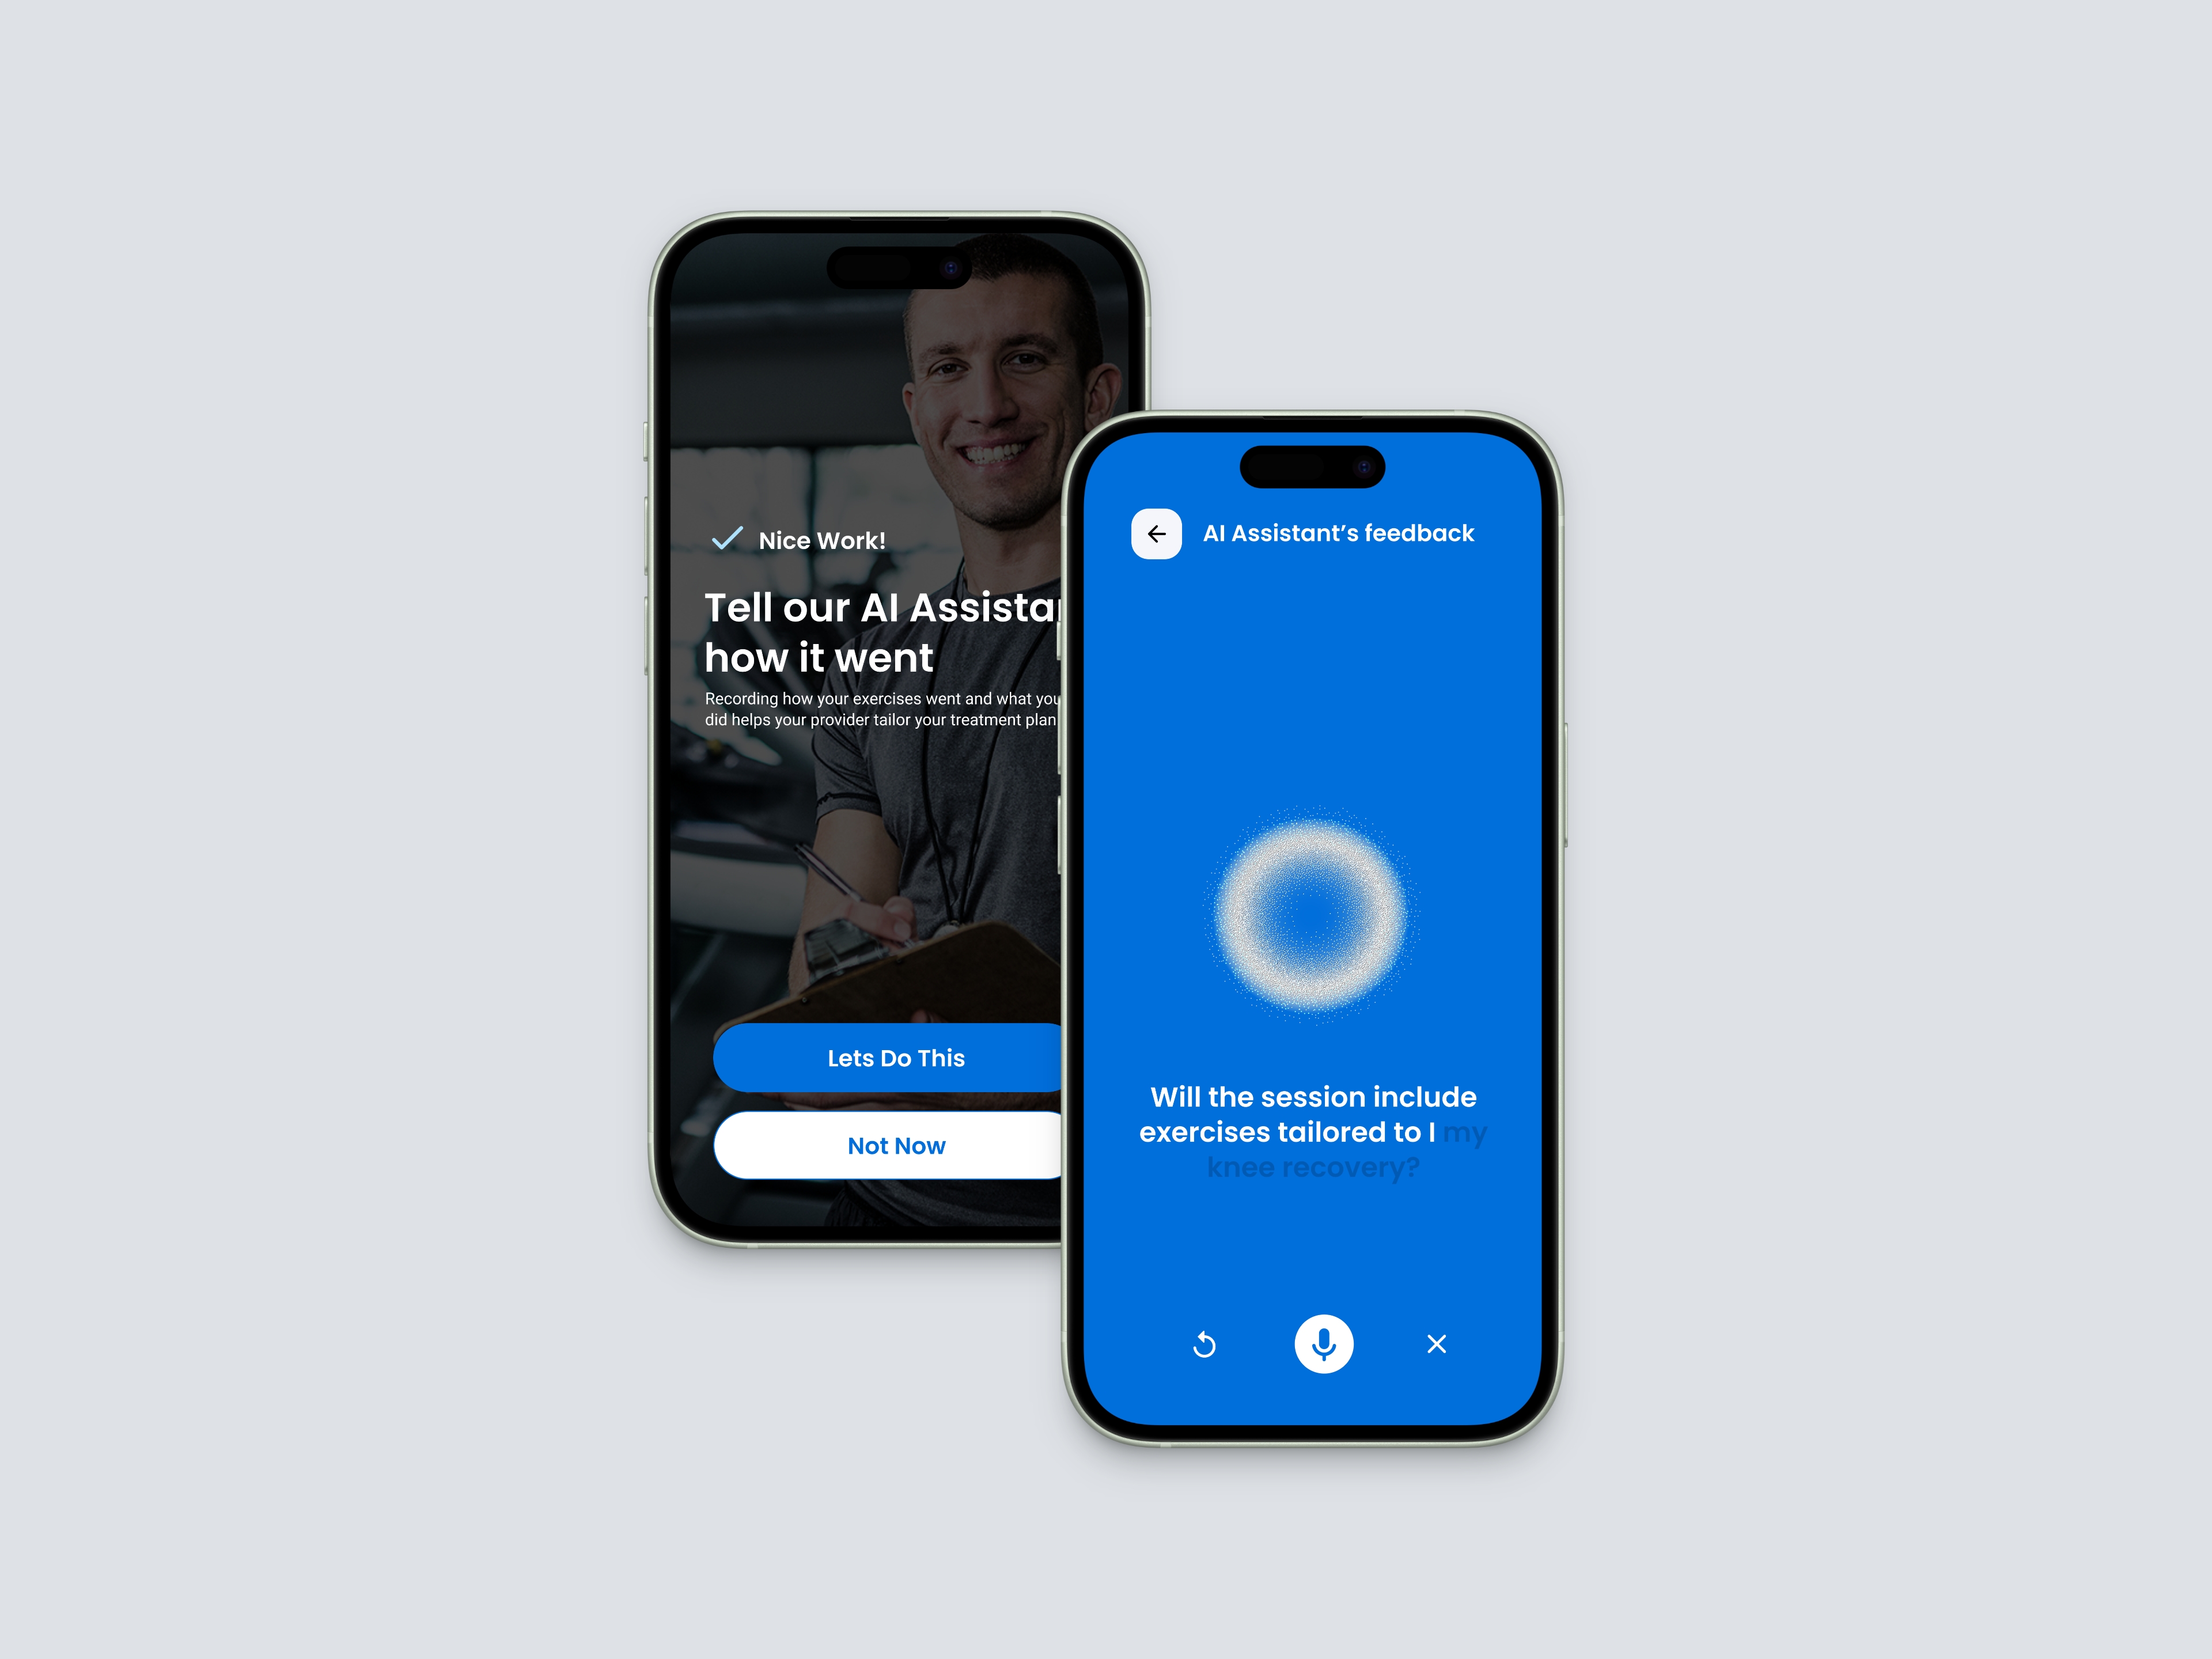 Nice Work!
Tell our AI Assistan
how it went
Recording how your exercises went and what you
did helps your provider tailor your treatment plan
Lets Do This
Not Now
AI Assistant’s feedback
Will the session include
exercises tailored to I my
knee recovery?